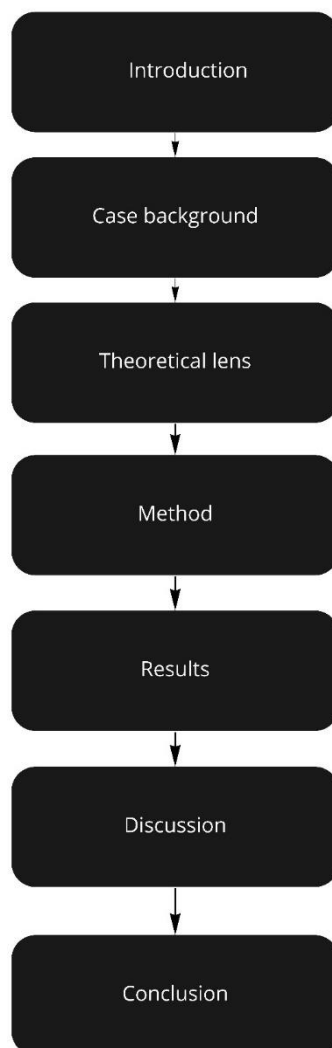 Introduction
Case background
Theoretical lens
Method
Results
Discussion
Conclusion